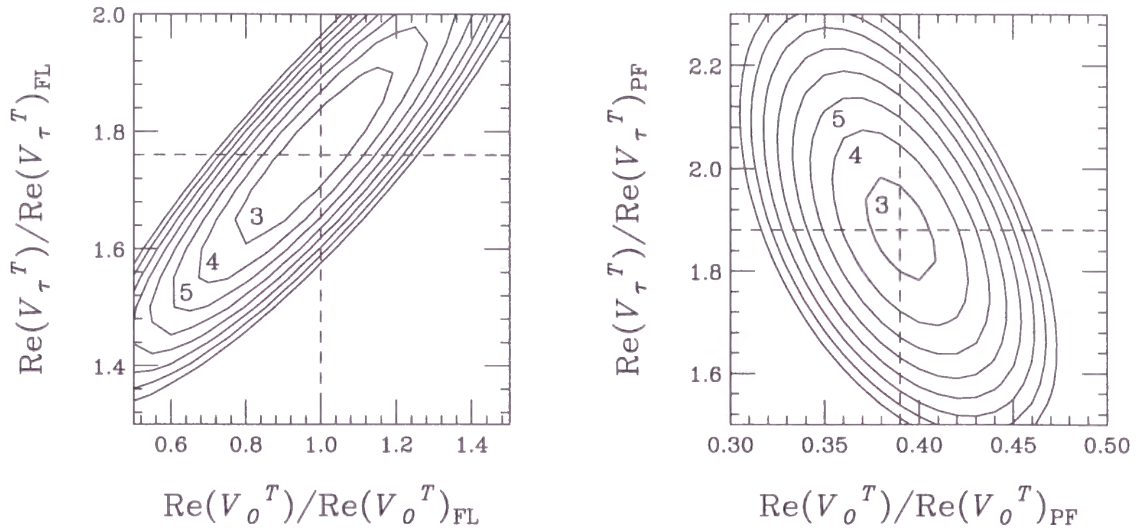 2.0
1.8
1.6
1.4
0.6 0.8 1.0 1.2 1.4
3
4
5
Re(V_τ^T)/Re(V_τ^T)_FL
Re(V_0^T)/Re(V_0^T)_FL
2.2
2.0
1.8
1.6
0.30 0.35 0.40 0.45 0.50
5
4
3
Re(V_τ^T)/Re(V_τ^T)_PF
Re(V_0^T)/Re(V_0^T)_PF